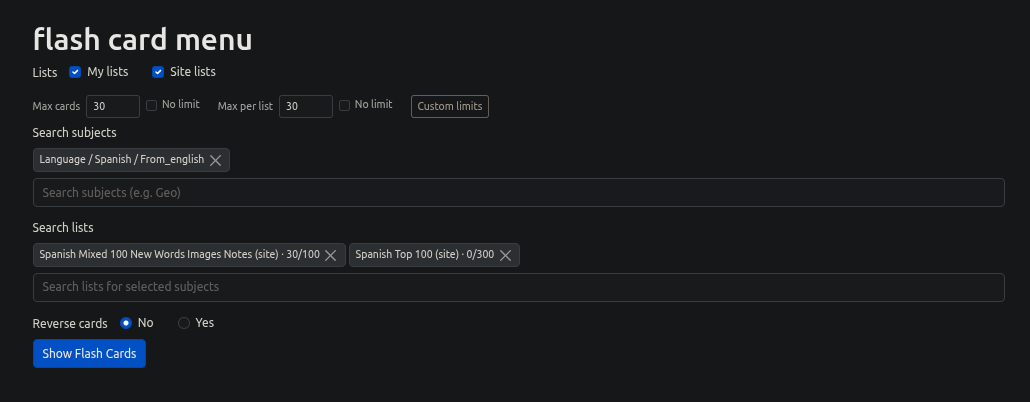 flash card menu
Lists My lists Site lists
Max cards 30 No limit Max per list 30 No limit Custom limits
Search subjects
Language / Spanish / From_english
Search subjects (e.g. Geo)
Search lists
Spanish Mixed 100 New Words Images Notes (site) · 30/100 Spanish Top 100 (site) · 0/300
Search lists for selected subjects
Reverse cards No Yes
Show Flash Cards